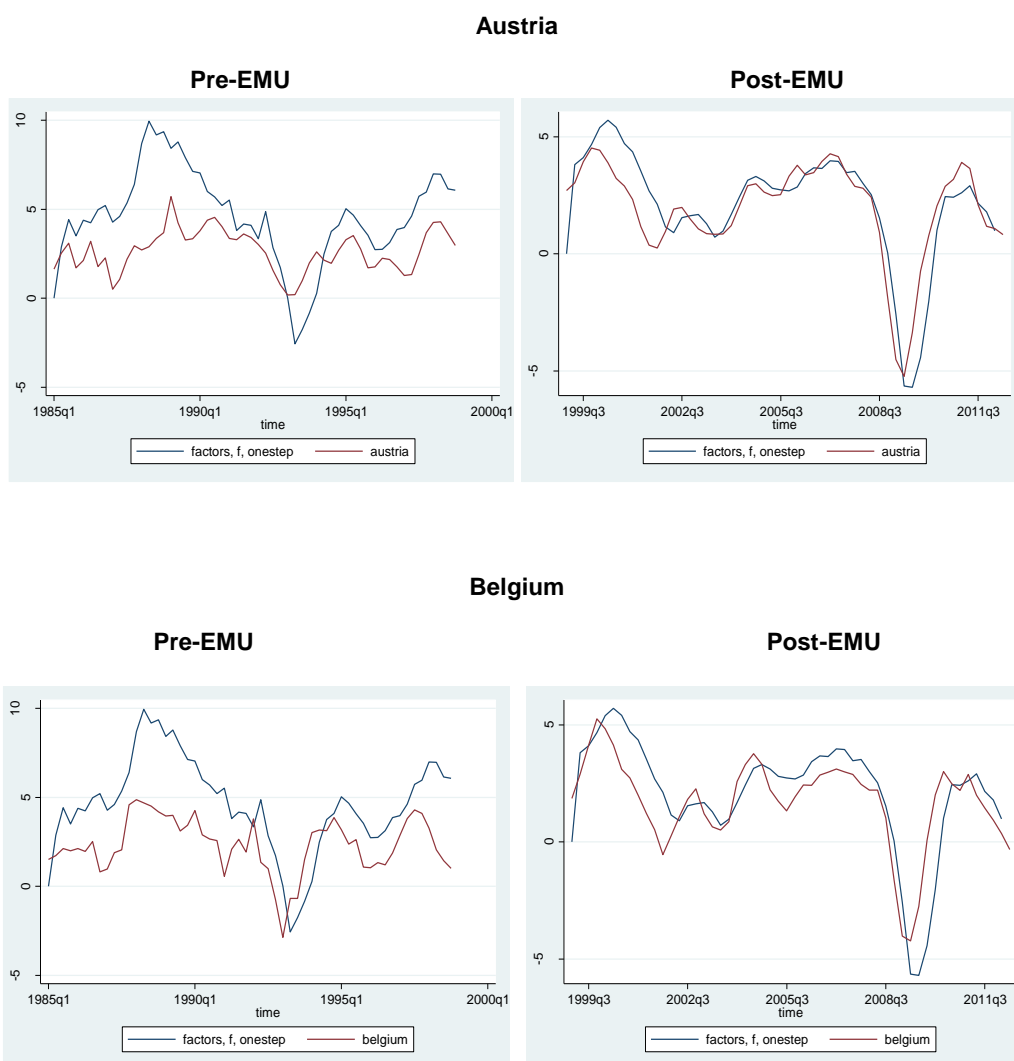 Austria
Pre-EMU
Post-EMU
10
5
0
-5
1985q1 1990q1 1995q1 2000q1
time
factors, f, onestep austria
5
0
-5
1999q3 2002q3 2005q3 2008q3 2011q3
time
factors, f, onestep austria
Belgium
Pre-EMU
Post-EMU
10
5
0
-5
1985q1 1990q1 1995q1 2000q1
time
factors, f, onestep belgium
5
0
-5
1999q3 2002q3 2005q3 2008q3 2011q3
time
factors, f, onestep belgium